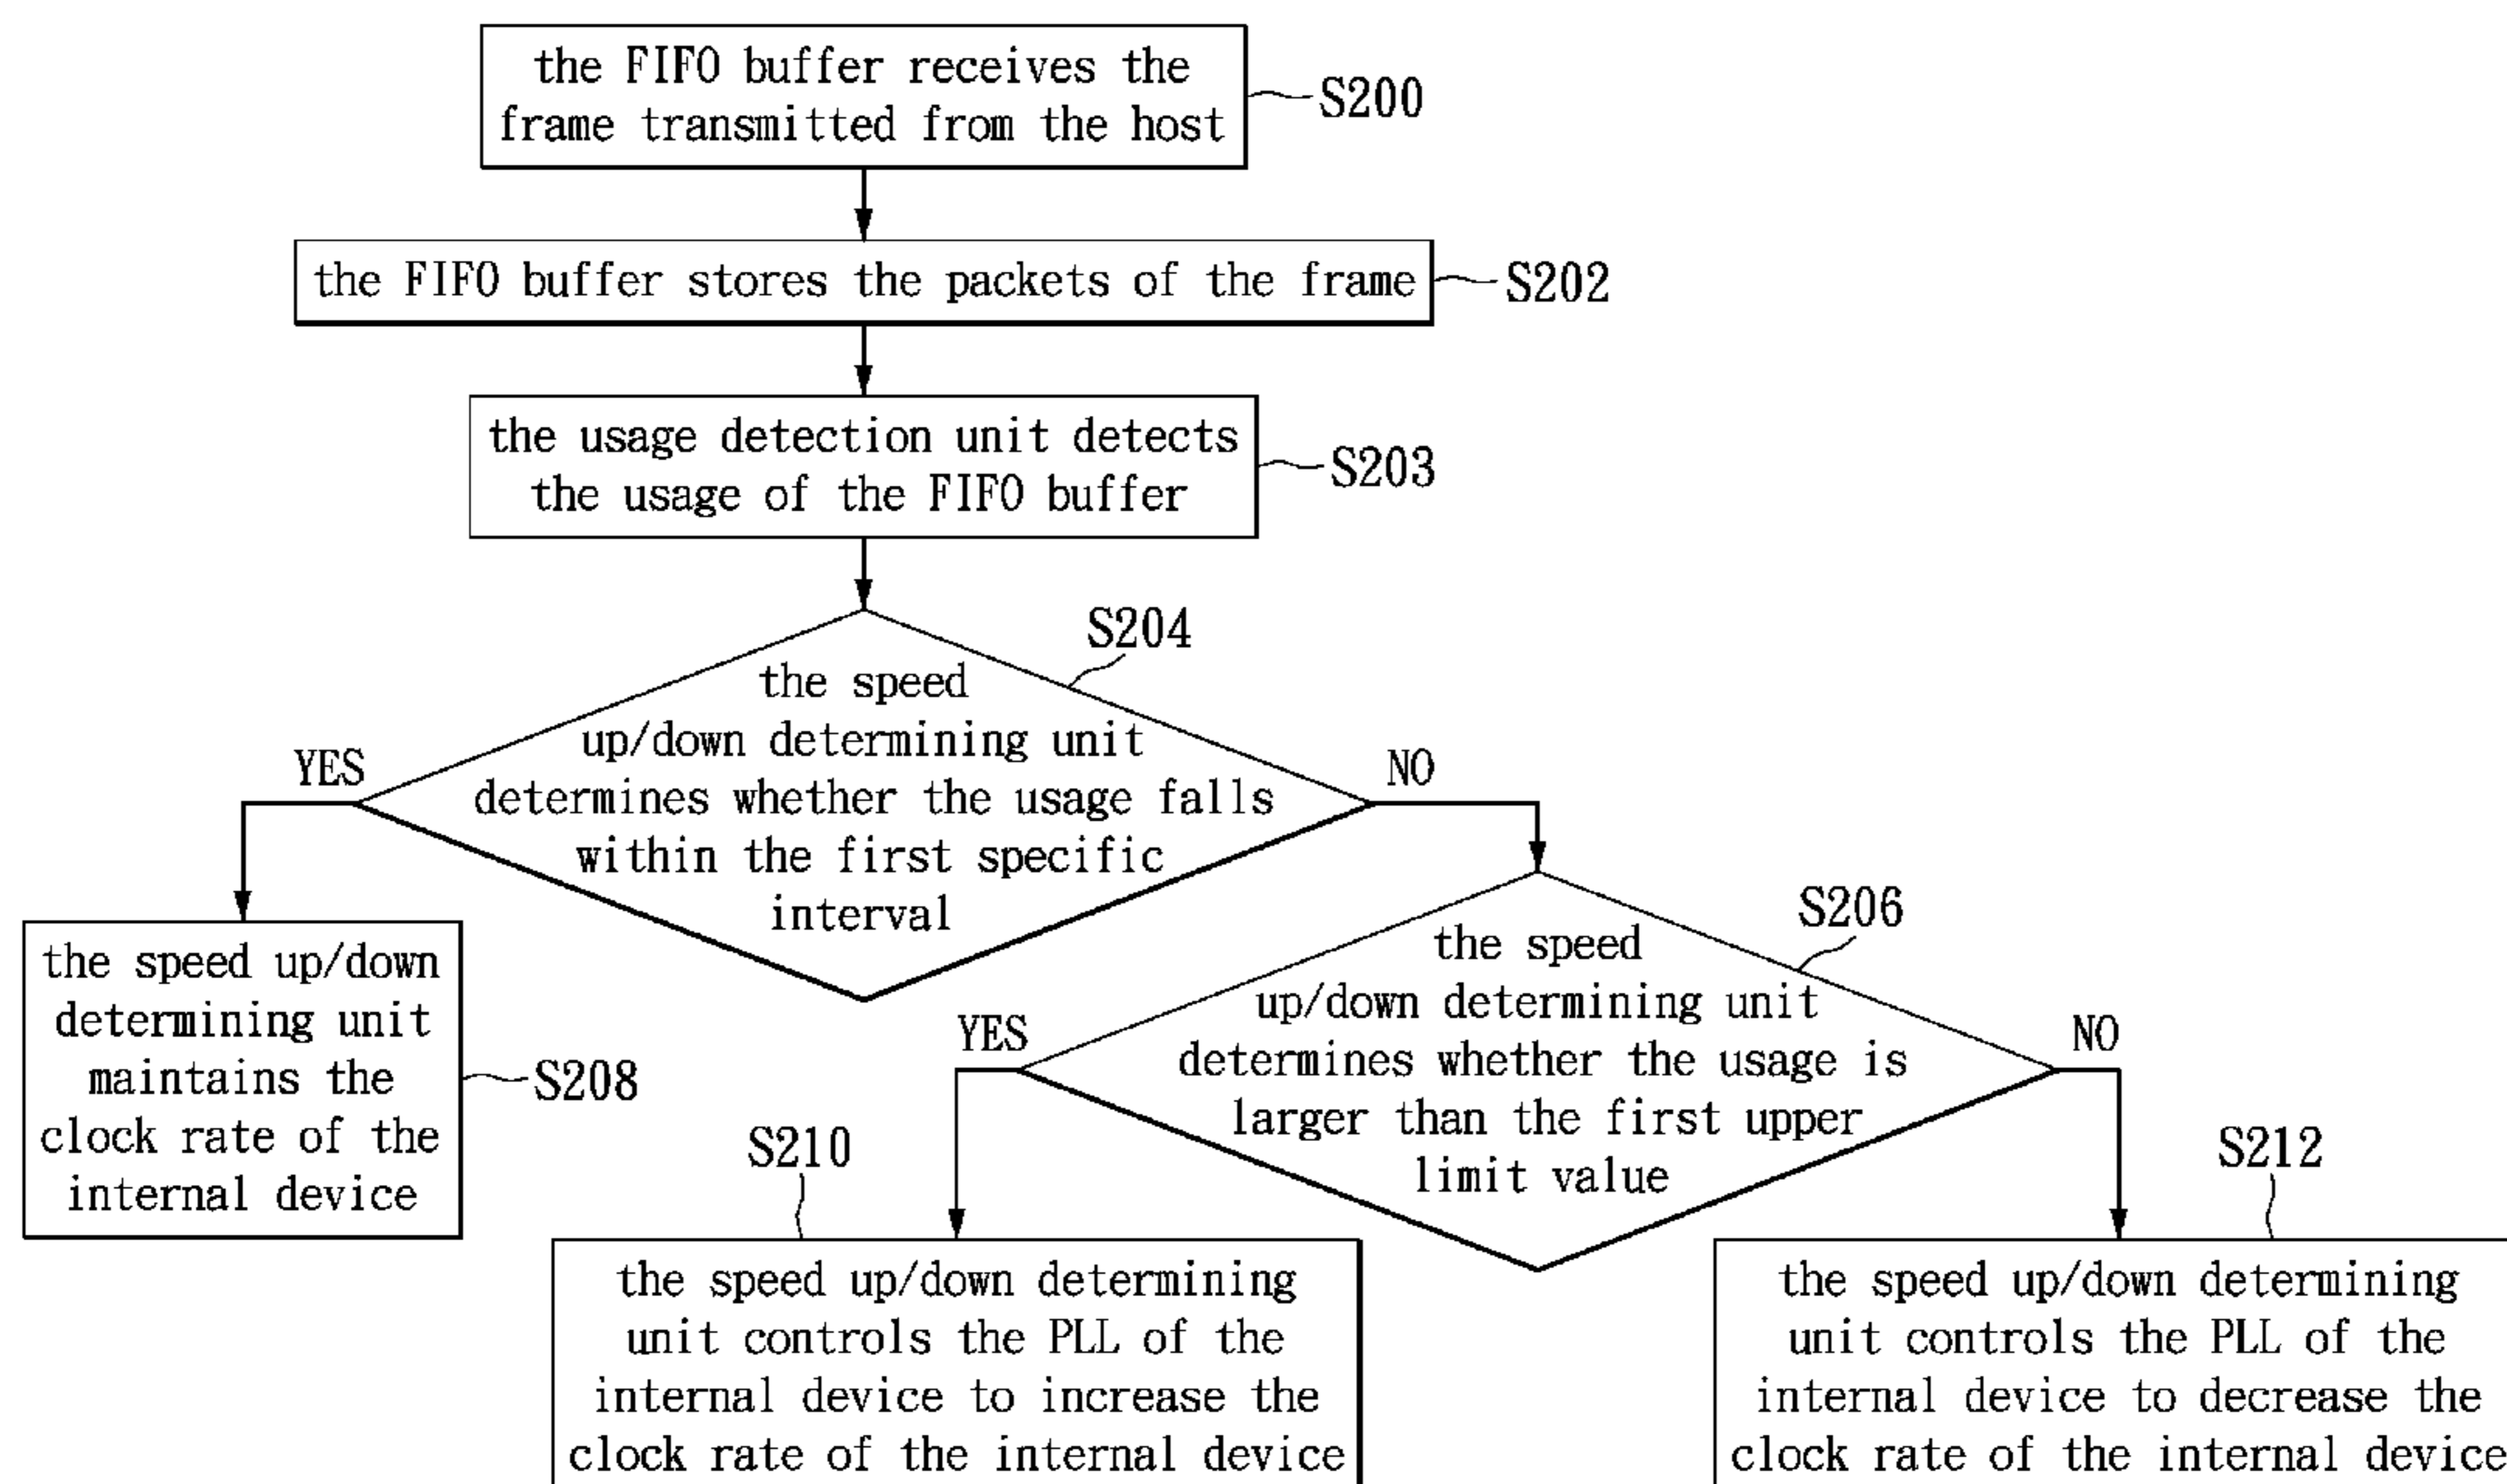 the FIFO buffer receives the
frame transmitted from the host
S200
the FIFO buffer stores the packets of the frame
S202
the usage detection unit detects
the usage of the FIFO buffer
S203
S204
the speed
up/down determining unit
determines whether the usage falls
within the first specific
interval
YES
NO
the speed up/down
determining unit
maintains the
clock rate of the
internal device
S208
S206
the speed
up/down determining unit
determines whether the usage is
larger than the first upper
limit value
YES
NO
S210
the speed up/down determining
unit controls the PLL of the
internal device to increase the
clock rate of the internal device
S212
the speed up/down determining
unit controls the PLL of the
internal device to decrease the
clock rate of the internal device